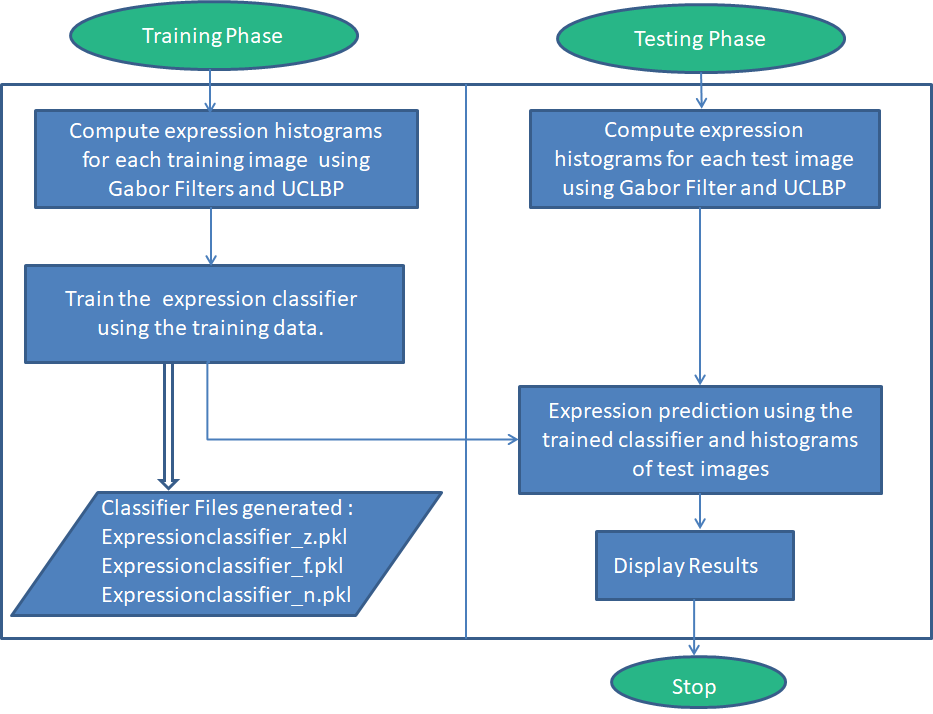 Training Phase
Compute expression histograms
for each training image using
Gabor Filters and UCLBP
Train the expression classifier
using the training data.
Classifier Files generated :
Expressionclassifier_z.pkl
Expressionclassifier_f.pkl
Expressionclassifier_n.pkl
Testing Phase
Compute expression
histograms for each test image
using Gabor Filter and UCLBP
Expression prediction using the
trained classifier and histograms
of test images
Display Results
Stop